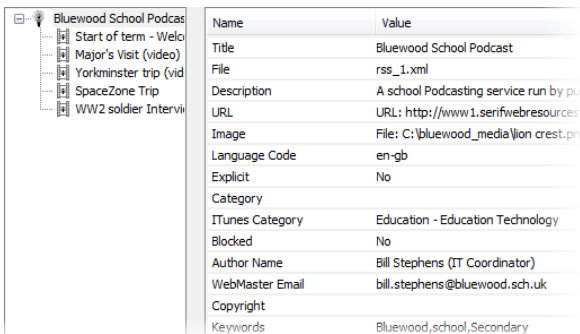 Bluewood School Podcas
Start of term - Welc
Major's Visit (video)
Yorkminster trip (vid
SpaceZone Trip
WW2 soldier Intervi
Name Value
Title Bluewood School Podcast
File rss_1.xml
Description A school Podcasting service run by pu
URL URL: http://www1.serifwebresources
Image File: C:\bluewood_media\lion crest.pn
Language Code en-gb
Explicit No
Category
ITunes Category Education - Education Technology
Blocked No
Author Name Bill Stephens (IT Coordinator)
WebMaster Email bill.stephens@bluewood.sch.uk
Copyright
Keywords Bluewood,school,Secondary